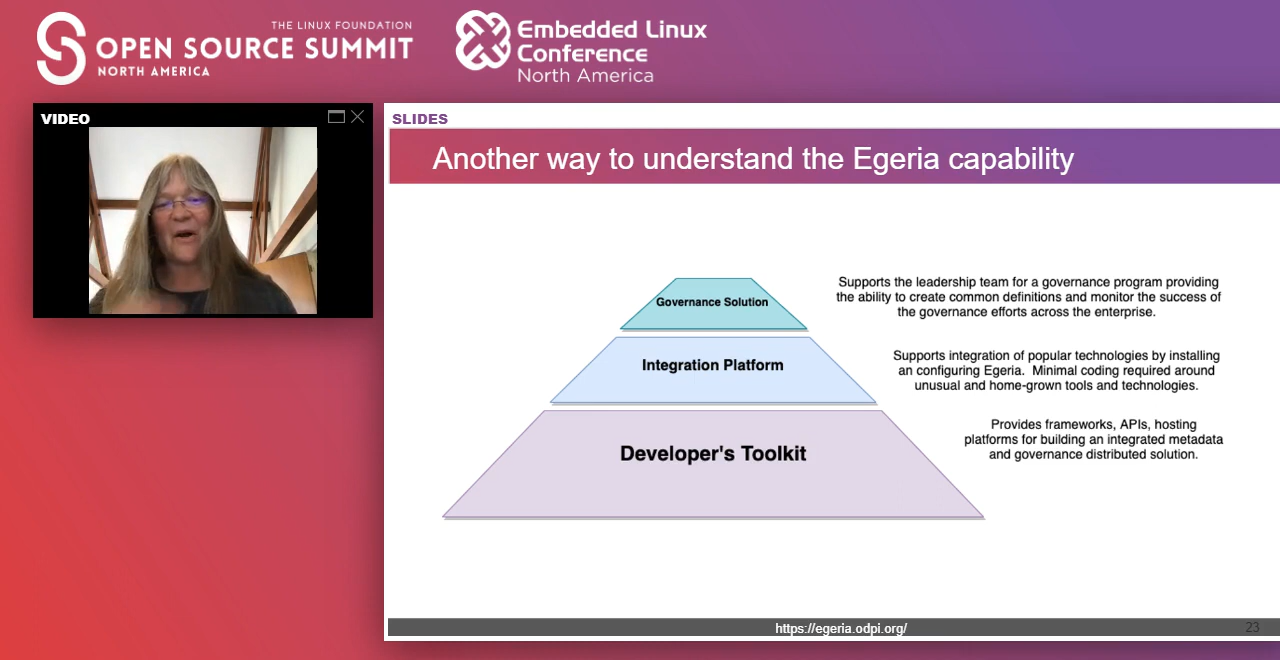 THE LINUX FOUNDATION
OPEN SOURCE SUMMIT
NORTH AMERICA
Embedded Linux
Conference
North America
VIDEO
SLIDES
Another way to understand the Egeria capability
Governance Solution
Supports the leadership team for a governance program providing
the ability to create common definitions and monitor the success of
the governance efforts across the enterprise.
Integration Platform
Supports integration of popular technologies by installing
an configuring Egeria. Minimal coding required around
unusual and home-grown tools and technologies.
Developer's Toolkit
Provides frameworks, APIs, hosting
platforms for building an integrated metadata
and governance distributed solution.
https://egeria.odpi.org/
23